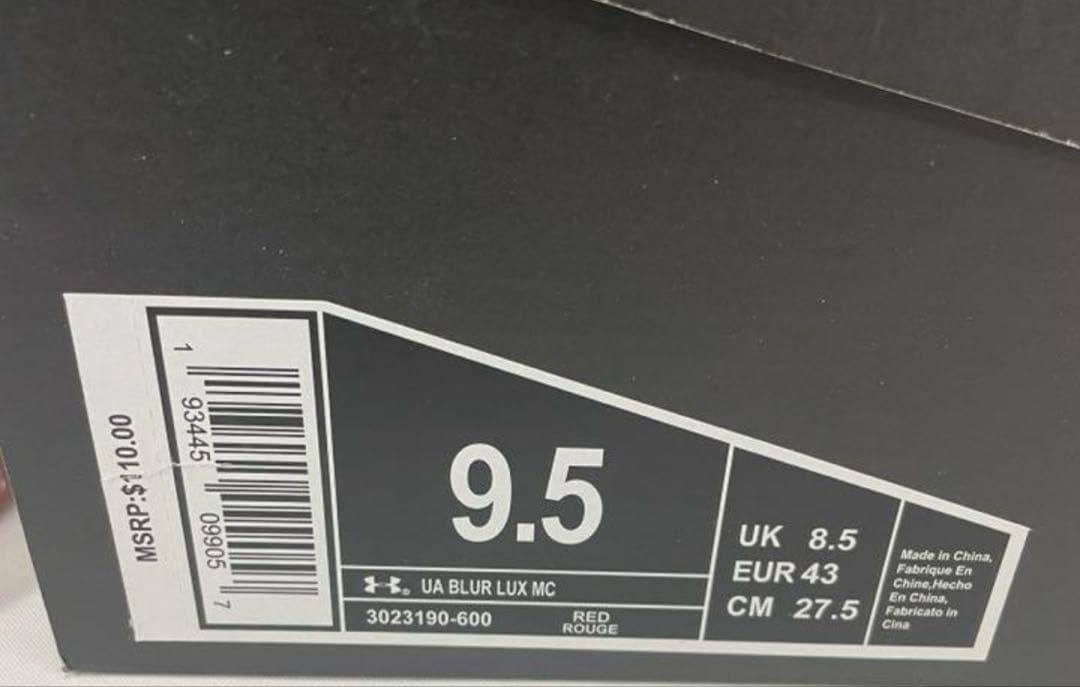 MSRP:$110.00
1 93445 09905 7
9.5
UA BLUR LUX MC
3023190-600 RED
ROUGE
UK 8.5
EUR 43
CM 27.5
Made in China,
Fabrique En
Chine,Hecho
En China,
Fabricato in
Cina